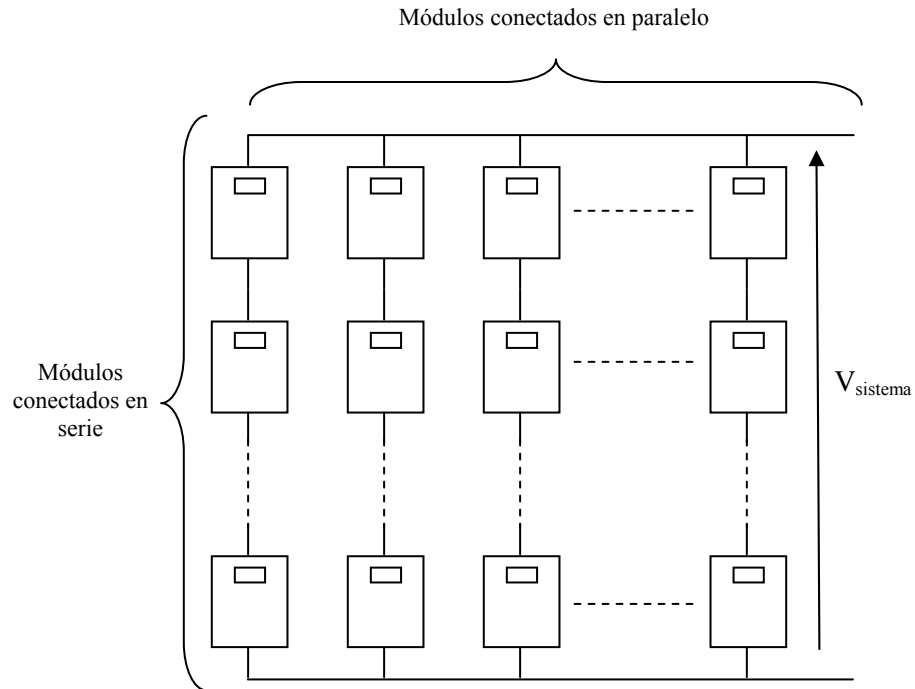 Módulos conectados en paralelo
Módulos
conectados en
serie
Vsistema